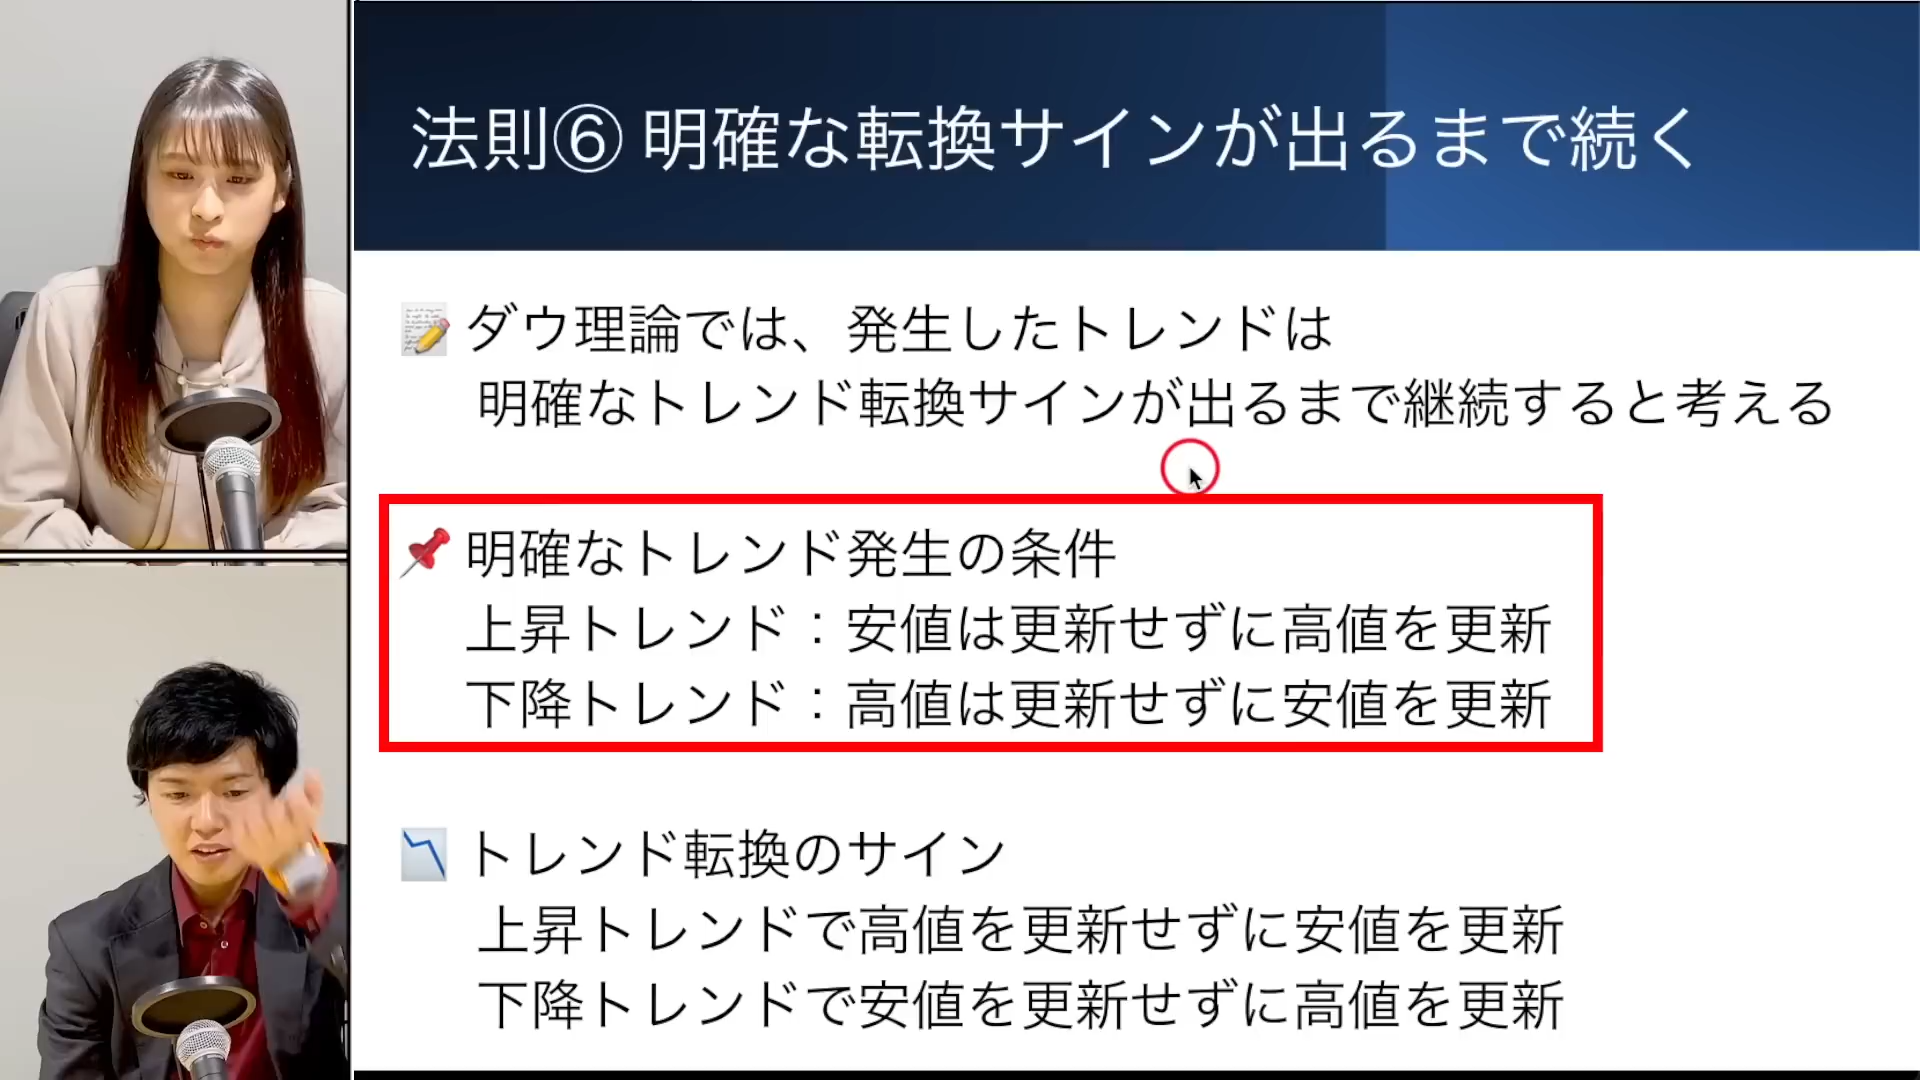 法則⑥ 明確な転換サインが出るまで続く
ダウ理論では、発生したトレンドは
明確なトレンド転換サインが出るまで継続すると考える
明確なトレンド発生の条件
上昇トレンド：安値は更新せずに高値を更新
下降トレンド：高値は更新せずに安値を更新
トレンド転換のサイン
上昇トレンドで高値を更新せずに安値を更新
下降トレンドで安値を更新せずに高値を更新